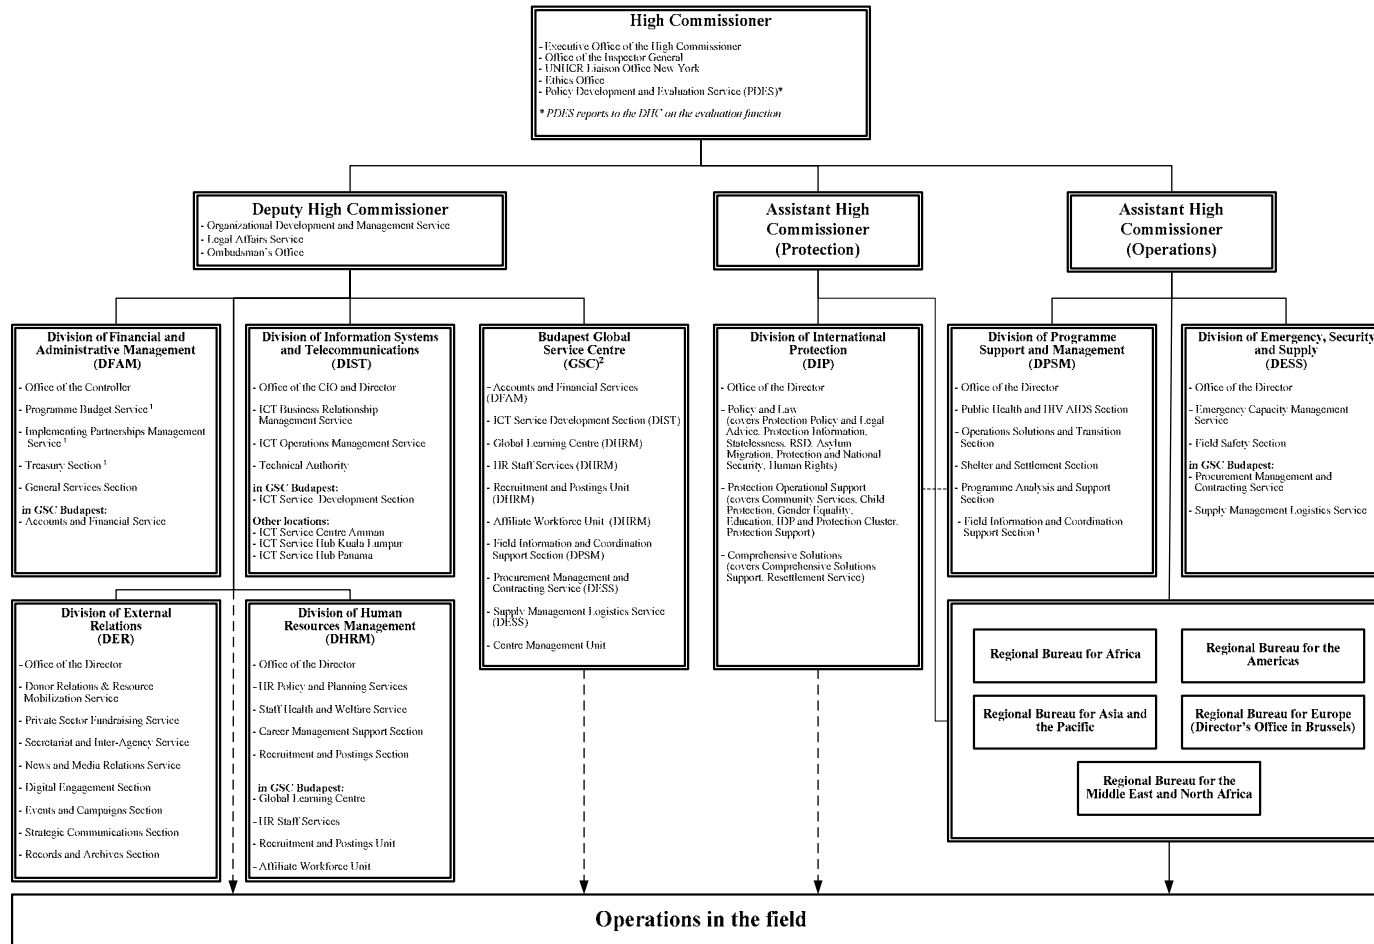 High Commissioner
- Executive Office of the High Commissioner
- Office of the Inspector General
- UNHCR Liaison Office New York
- Ethics Office
- Policy Development and Evaluation Service (PDES)*
* PDES reports to the DHC on the evaluation function
Deputy High Commissioner
- Organizational Development and Management Service
- Legal Affairs Service
- Ombudsman's Office
Assistant High
Commissioner
(Protection)
Assistant High
Commissioner
(Operations)
Division of Financial and
Administrative Management
(DFAM)
- Office of the Controller
- Programme Budget Service ¹
- Implementing Partnerships Management
Service ¹
- Treasury Section ¹
- General Services Section
in GSC Budapest:
- Accounts and Financial Service
Division of Information Systems
and Telecommunications
(DIST)
- Office of the CIO and Director
- ICT Business Relationship
Management Service
- ICT Operations Management Service
- Technical Authority
in GSC Budapest:
- ICT Service Development Section
Other locations:
- ICT Service Centre Amman
- ICT Service Hub Kuala Lumpur
- ICT Service Hub Panama
Budapest Global
Service Centre
(GSC)²
- Accounts and Financial Services
(DFAM)
- ICT Service Development Section (DIST)
- Global Learning Centre (DHRM)
- HR Staff Services (DHRM)
- Recruitment and Postings Unit
(DHRM)
- Affiliate Workforce Unit (DHRM)
- Field Information and Coordination
Support Section (DPSM)
- Procurement Management and
Contracting Service (DESS)
- Supply Management Logistics Service
(DESS)
- Centre Management Unit
Division of International
Protection
(DIP)
- Office of the Director
- Policy and Law
(covers Protection Policy and Legal
Advice, Protection Information,
Statelessness, RSD, Asylum
Migration, Protection and National
Security, Human Rights)
- Protection Operational Support
(covers Community Services, Child
Protection, Gender Equality,
Education, IDP and Protection Cluster,
Protection Support)
- Comprehensive Solutions
(covers Comprehensive Solutions
Support, Resettlement Service)
Division of Programme
Support and Management
(DPSM)
- Office of the Director
- Public Health and HIV AIDS Section
- Operations Solutions and Transition
Section
- Shelter and Settlement Section
- Programme Analysis and Support
Section
- Field Information and Coordination
Support Section ¹
Division of Emergency, Security
and Supply
(DESS)
- Office of the Director
- Emergency Capacity Management
Service
- Field Safety Section
in GSC Budapest:
- Procurement Management and
Contracting Service
- Supply Management Logistics Service
Division of External
Relations
(DER)
- Office of the Director
- Donor Relations & Resource
Mobilization Service
- Private Sector Fundraising Service
- Secretariat and Inter-Agency Service
- News and Media Relations Service
- Digital Engagement Section
- Events and Campaigns Section
- Strategic Communications Section
- Records and Archives Section
Division of Human
Resources Management
(DHRM)
- Office of the Director
- HR Policy and Planning Services
- Staff Health and Welfare Service
- Career Management Support Section
- Recruitment and Postings Section
in GSC Budapest:
- Global Learning Centre
- HR Staff Services
- Recruitment and Postings Unit
- Affiliate Workforce Unit
Regional Bureau for Africa
Regional Bureau for the
Americas
Regional Bureau for Asia and
the Pacific
Regional Bureau for Europe
(Director's Office in Brussels)
Regional Bureau for the
Middle East and North Africa
Operations in the field